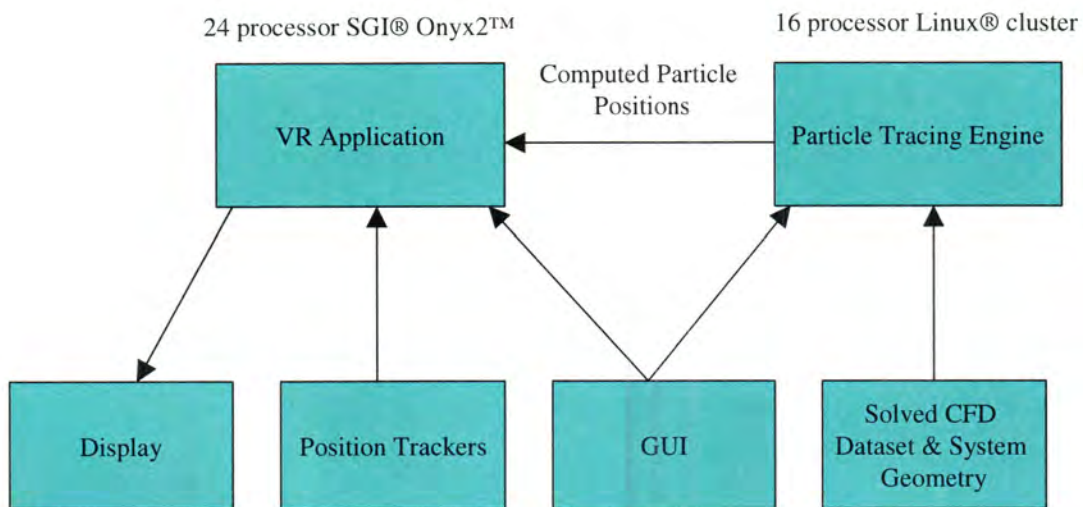 24 processor SGI® Onyx2™
16 processor Linux® cluster
Computed Particle
Positions
VR Application
Particle Tracing Engine
Display
Position Trackers
GUI
Solved CFD
Dataset & System
Geometry